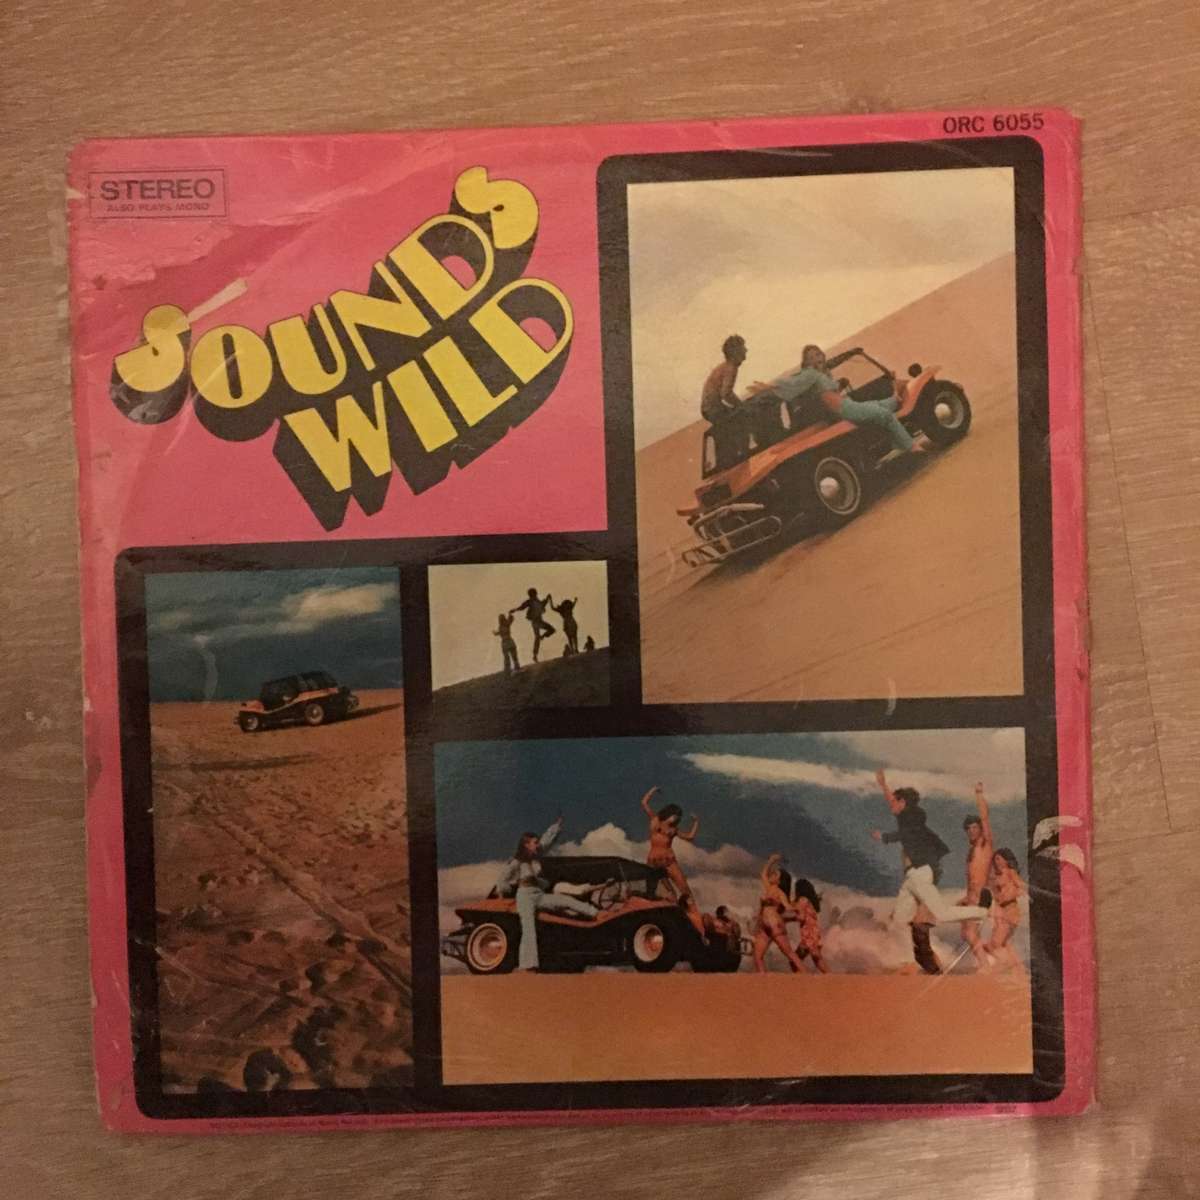 ORC 6055
STEREO
ALSO PLAYS MONO
SOUNDS
WILD